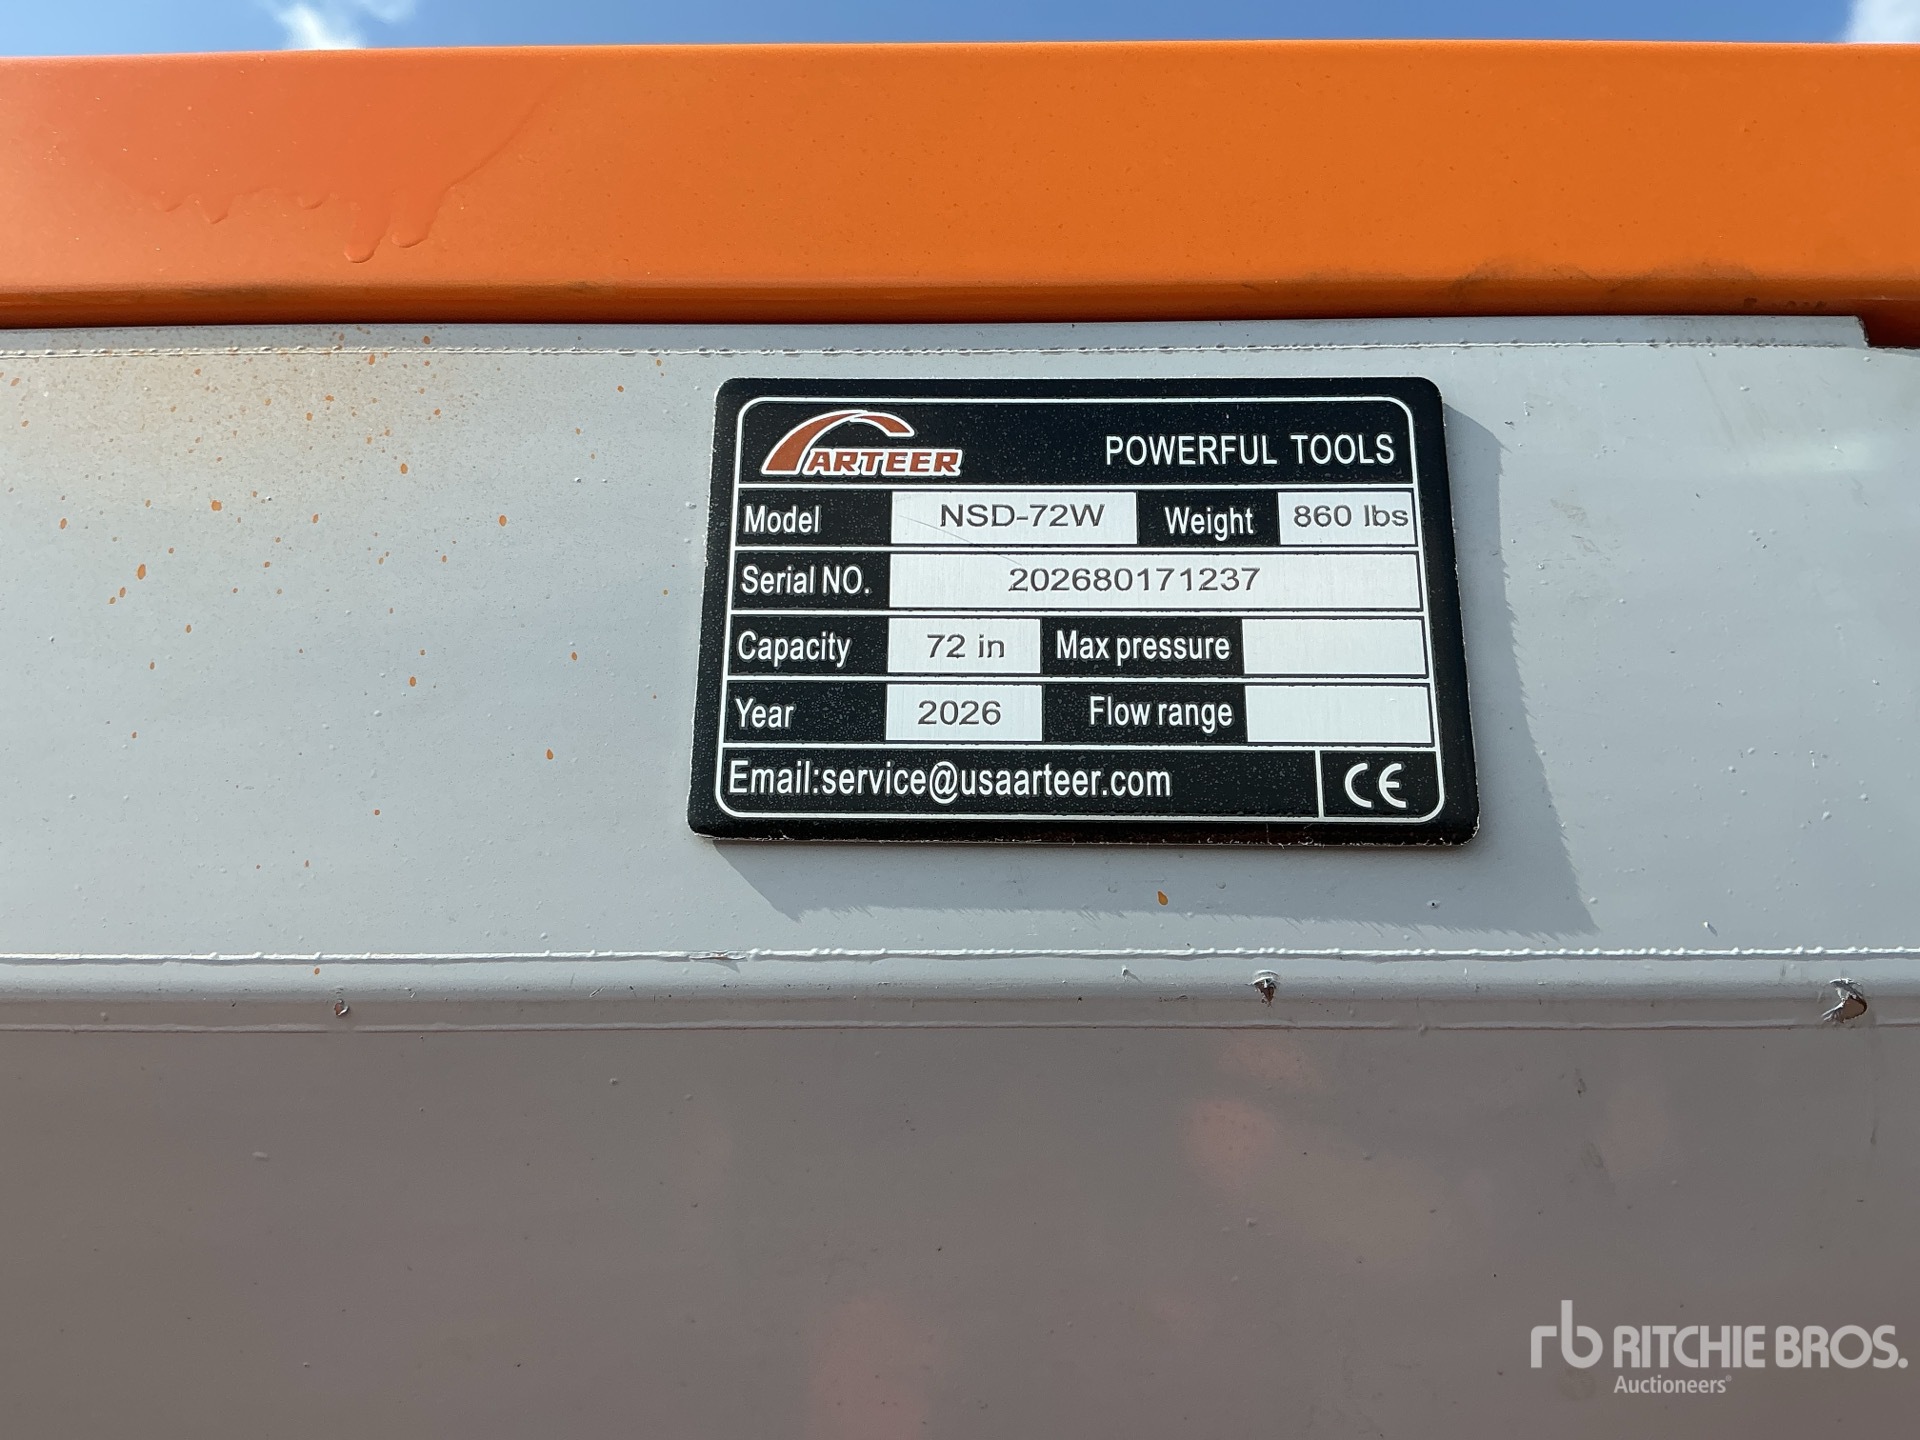 ARTEER POWERFUL TOOLS
Model NSD-72W Weight 860 lbs
Serial NO. 202680171237
Capacity 72 in Max pressure
Year 2026 Flow range
Email:service@usaarteer.com CE
rb RITCHIE BROS.
Auctioneers